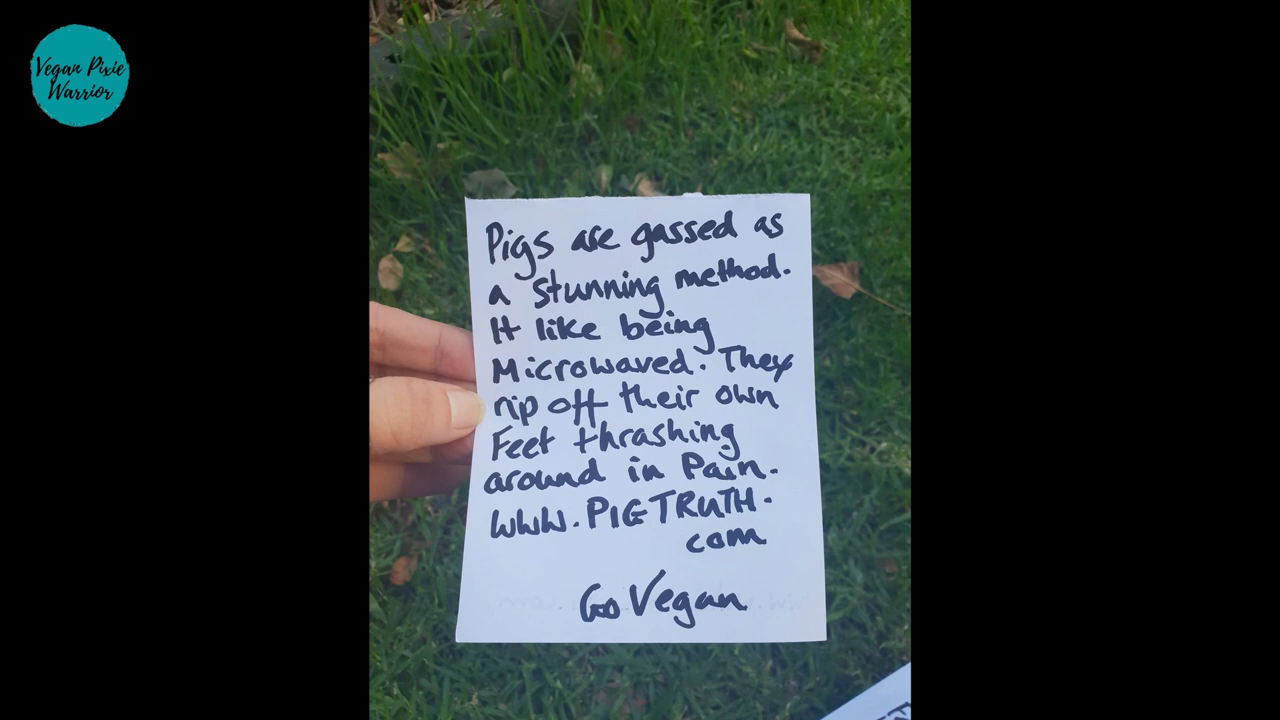 Vegan Pixie
Warrior
Pigs are gassed as
a stunning method.
It like being
Microwaved. They
rip off their own
Feet thrashing
around in Pain.
WWW.PIGTRUTH.
com
Go Vegan